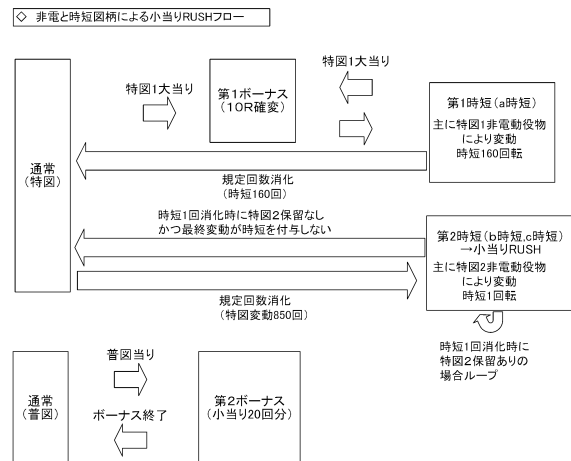 ◇ 非電と時短図柄による小当りRUSHフロー
特図1大当り
特図1大当り
第1ボーナス
(10R確変)
第1時短(a時短)
主に特図1非電動役物
により変動
時短160回転
通常
(特図)
規定回数消化
(時短160回)
時短1回消化時に特図2保留なし
かつ最終変動が時短を付与しない
第2時短(b時短,c時短)
→小当りRUSH
主に特図2非電動役物
により変動
時短1回転
規定回数消化
(特図変動850回)
時短1回消化時に
特図2保留ありの
場合ループ
普図当り
通常
(普図)
第2ボーナス
(小当り20回分)
ボーナス終了